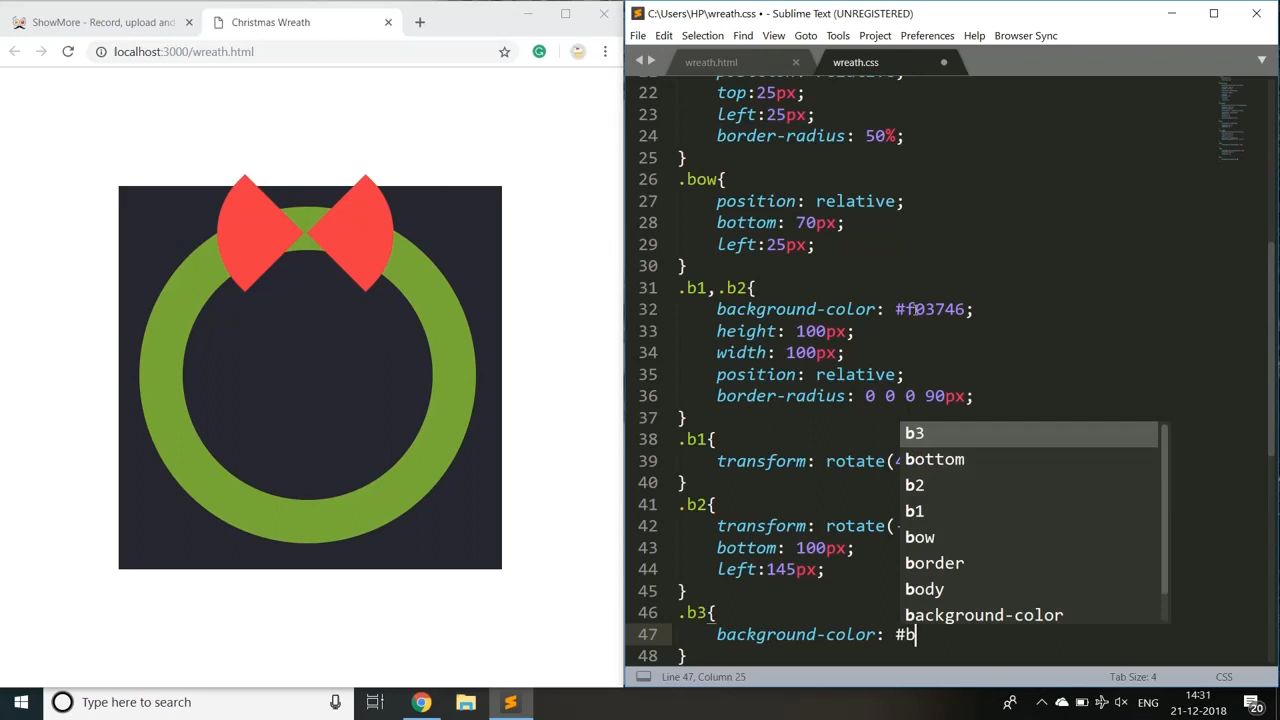 ShowMore - Record, upload and
Christmas Wreath
localhost:3000/wreath.html
C:\Users\HP\wreath.css • - Sublime Text (UNREGISTERED)
File Edit Selection Find View Goto Tools Project Preferences Help Browser Sync
wreath.html
wreath.css
22 top:25px;
23 left:25px;
24 border-radius: 50%;
25 }
26 .bow{
27 position: relative;
28 bottom: 70px;
29 left:25px;
30 }
31 .b1,.b2{
32 background-color: #f03746;
33 height: 100px;
34 width: 100px;
35 position: relative;
36 border-radius: 0 0 0 90px;
37 }
38 .b1{
39 transform: rotate(
40 }
41 .b2{
42 transform: rotate(
43 bottom: 100px;
44 left:145px;
45 }
46 .b3{
47 background-color: #b
48 }
b3
bottom
b2
b1
bow
border
body
background-color
Line 47, Column 25
Tab Size: 4
CSS
Type here to search
ENG
14:31
21-12-2018
20